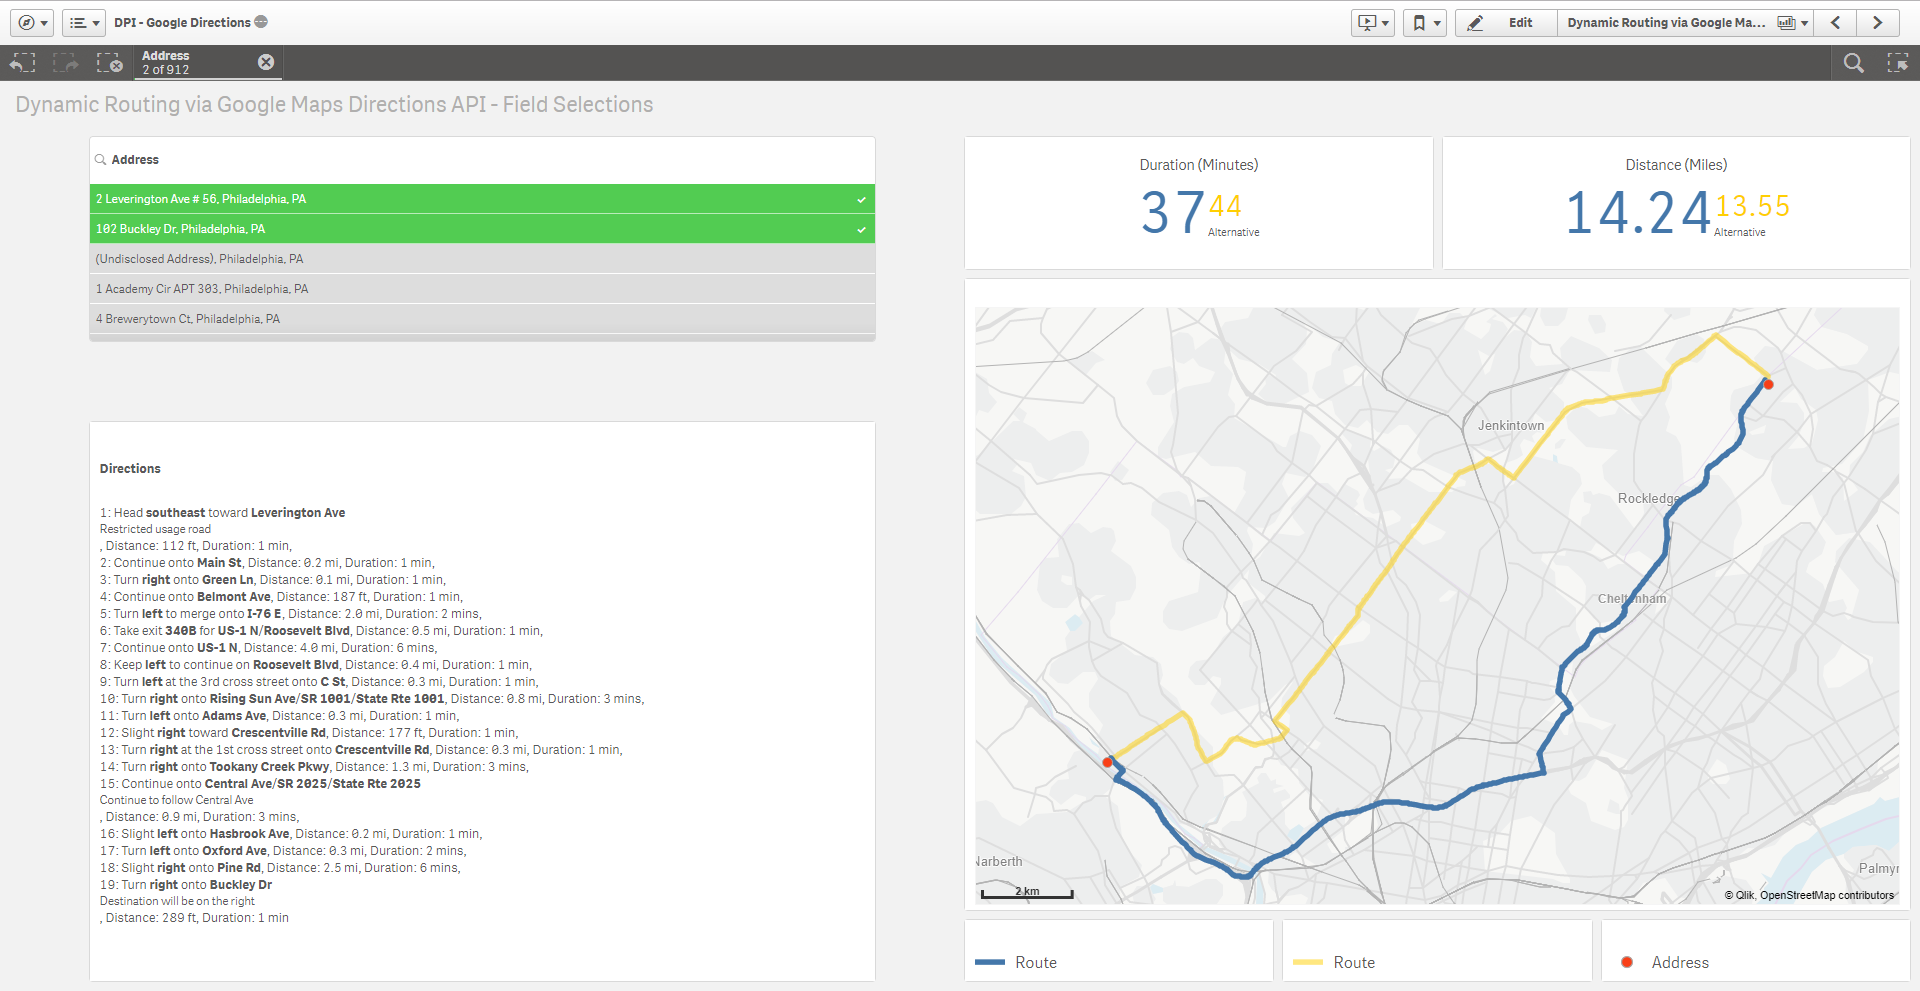 DPI - Google Directions
Edit
Dynamic Routing via Google Ma...
Address
2 of 912
Dynamic Routing via Google Maps Directions API - Field Selections
Address
2 Leverington Ave # 56, Philadelphia, PA
102 Buckley Dr, Philadelphia, PA
(Undisclosed Address), Philadelphia, PA
1 Academy Cir APT 303, Philadelphia, PA
4 Brewerytown Ct, Philadelphia, PA
Directions
1: Head southeast toward Leverington Ave
Restricted usage road
, Distance: 112 ft, Duration: 1 min,
2: Continue onto Main St, Distance: 0.2 mi, Duration: 1 min,
3: Turn right onto Green Ln, Distance: 0.1 mi, Duration: 1 min,
4: Continue onto Belmont Ave, Distance: 187 ft, Duration: 1 min,
5: Turn left to merge onto I-76 E, Distance: 2.0 mi, Duration: 2 mins,
6: Take exit 340B for US-1 N/Roosevelt Blvd, Distance: 0.5 mi, Duration: 1 min,
7: Continue onto US-1 N, Distance: 4.0 mi, Duration: 6 mins,
8: Keep left to continue on Roosevelt Blvd, Distance: 0.4 mi, Duration: 1 min,
9: Turn left at the 3rd cross street onto C St, Distance: 0.3 mi, Duration: 1 min,
10: Turn right onto Rising Sun Ave/SR 1001/State Rte 1001, Distance: 0.8 mi, Duration: 3 mins,
11: Turn left onto Adams Ave, Distance: 0.3 mi, Duration: 1 min,
12: Slight right toward Crescentville Rd, Distance: 177 ft, Duration: 1 min,
13: Turn right at the 1st cross street onto Crescentville Rd, Distance: 0.3 mi, Duration: 1 min,
14: Turn right onto Tookany Creek Pkwy, Distance: 1.3 mi, Duration: 3 mins,
15: Continue onto Central Ave/SR 2025/State Rte 2025
Continue to follow Central Ave
, Distance: 0.9 mi, Duration: 3 mins,
16: Slight left onto Hasbrook Ave, Distance: 0.2 mi, Duration: 1 min,
17: Turn left onto Oxford Ave, Distance: 0.3 mi, Duration: 2 mins,
18: Slight right onto Pine Rd, Distance: 2.5 mi, Duration: 6 mins,
19: Turn right onto Buckley Dr
Destination will be on the right
, Distance: 289 ft, Duration: 1 min
Duration (Minutes)
37 44
Alternative
Distance (Miles)
14.24 13.55
Alternative
Jenkintown
Rockledge
Cheltenham
Narberth
Palmyr
2 km
© Qlik, OpenStreetMap contributors
Route
Route
Address